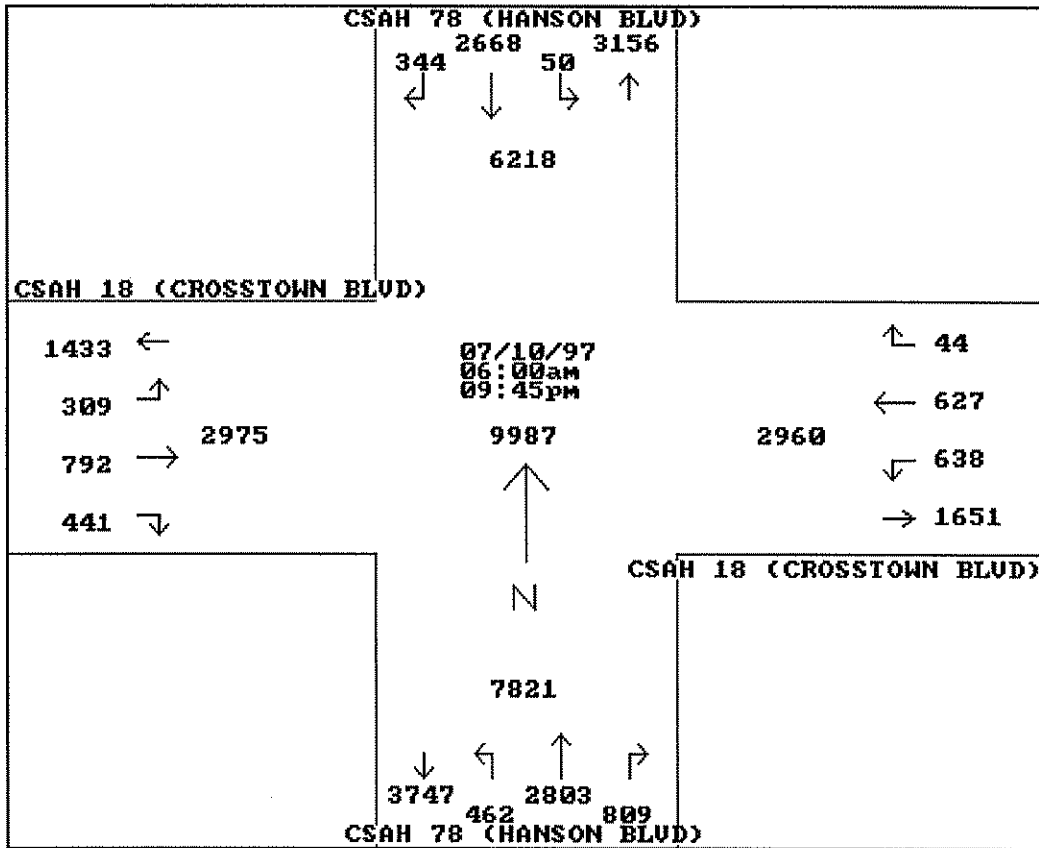 CSAH 78 (HANSON BLVD)
2668 3156
344 50
6218
CSAH 18 (CROSSTOWN BLVD)
1433
07/10/97
06:00am
09:45pm
44
309
627
2975
9987
2960
792
638
441
1651
CSAH 18 (CROSSTOWN BLVD)
N
7821
3747 2803
462 809
CSAH 78 (HANSON BLVD)